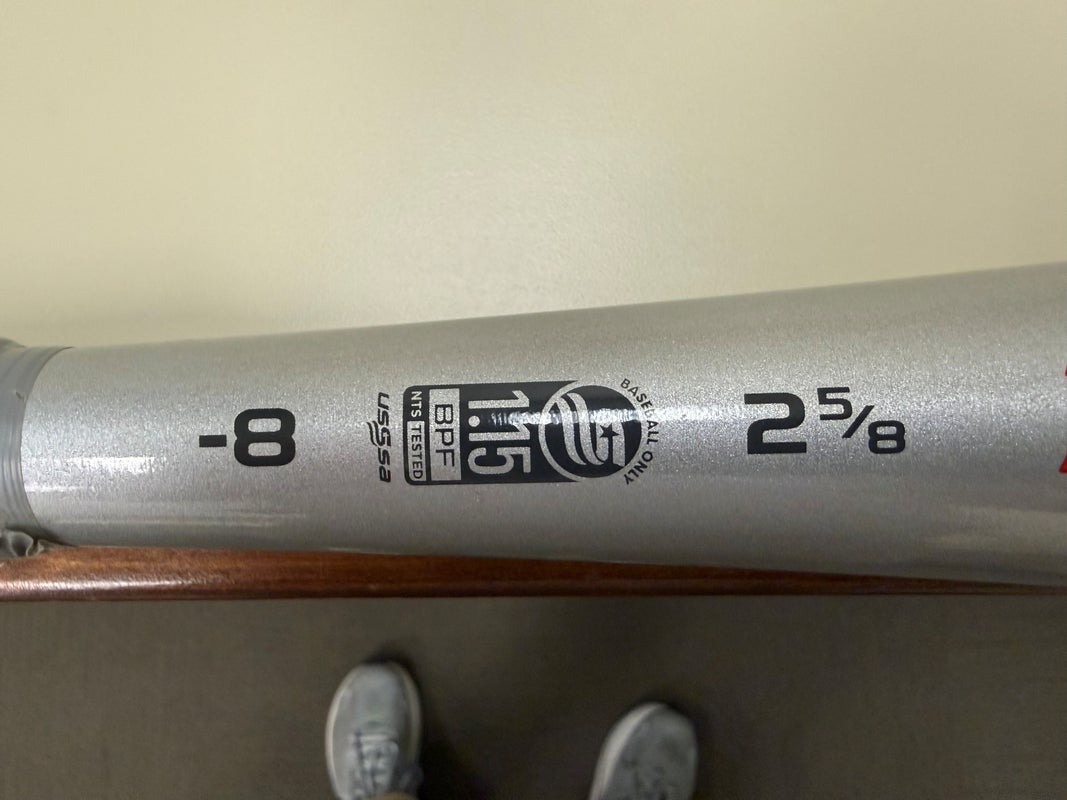 -8
USSSA
NTS TESTED
BPF
1.15
BASEBALL ONLY
2 5/8